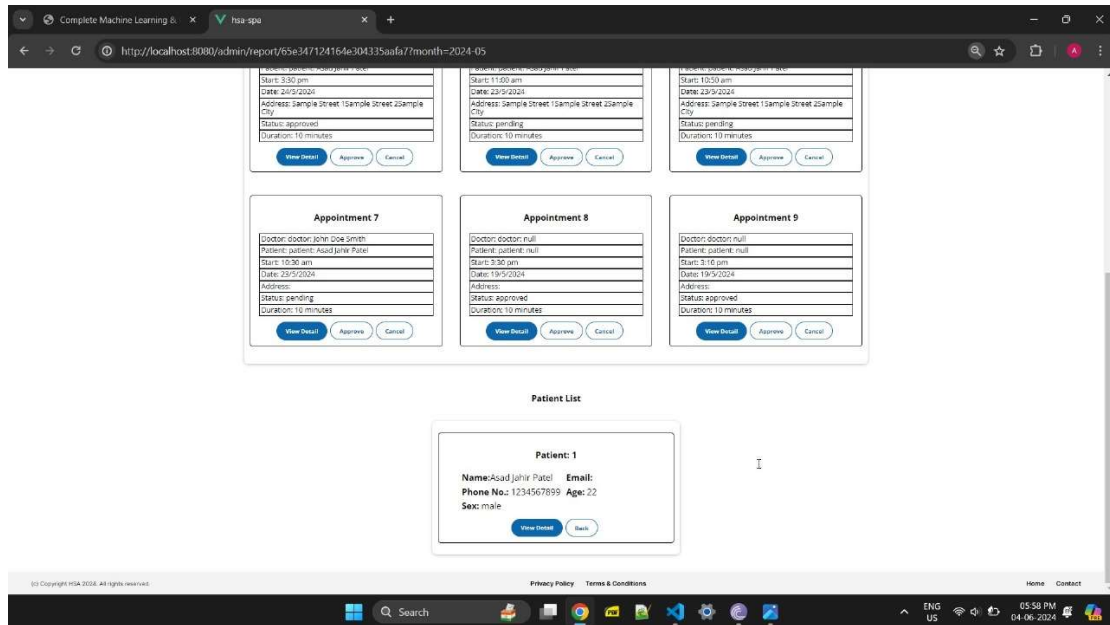 Complete Machine Learning &
hsa-spa
http://localhost:8080/admin/report/65e347124164e304335aafa7?month=2024-05
Start: 3:30 pm
Date: 24/5/2024
Address: Sample Street 1Sample Street 2Sample
City
Status: approved
Duration: 10 minutes
View Detail Approve Cancel
Start: 11:00 am
Date: 23/5/2024
Address: Sample Street 1Sample Street 2Sample
City
Status: pending
Duration: 10 minutes
View Detail Approve Cancel
Start: 10:50 am
Date: 23/5/2024
Address: Sample Street 1Sample Street 2Sample
City
Status: pending
Duration: 10 minutes
View Detail Approve Cancel
Appointment 7
Doctor: doctor: John Doe Smith
Patient: patient: Asad Jahir Patel
Start: 10:30 am
Date: 23/5/2024
Address:
Status: pending
Duration: 10 minutes
View Detail Approve Cancel
Appointment 8
Doctor: doctor: null
Patient: patient: null
Start: 3:30 pm
Date: 19/5/2024
Address:
Status: approved
Duration: 10 minutes
View Detail Approve Cancel
Appointment 9
Doctor: doctor: null
Patient: patient: null
Start: 3:10 pm
Date: 19/5/2024
Address:
Status: approved
Duration: 10 minutes
View Detail Approve Cancel
Patient List
Patient: 1
Name:Asad Jahir Patel Email:
Phone No.: 1234567899 Age: 22
Sex: male
View Detail Back
(c) Copyright HSA 2024. All rights reserved.
Privacy Policy Terms & Conditions
Home Contact
Search
ENG
US
05:58 PM
04-06-2024